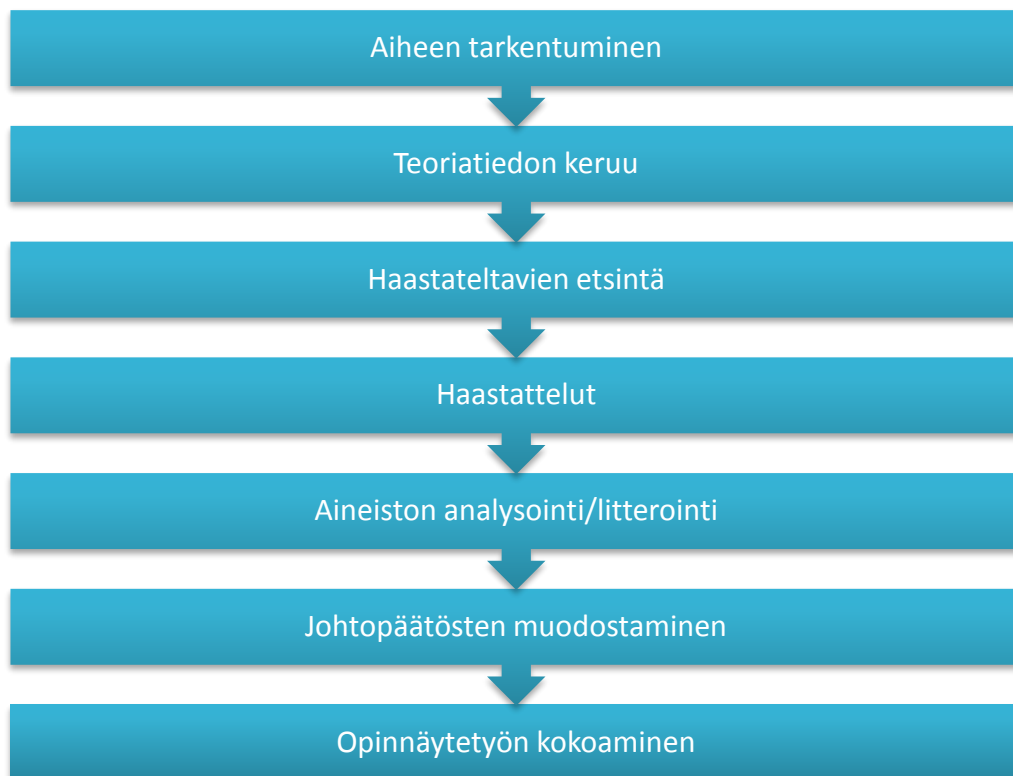 Aiheen tarkentuminen
Teoriatiedon keruu
Haastateltavien etsintä
Haastattelut
Aineiston analysointi/litterointi
Johtopäätösten muodostaminen
Opinnäytetyön kokoaminen